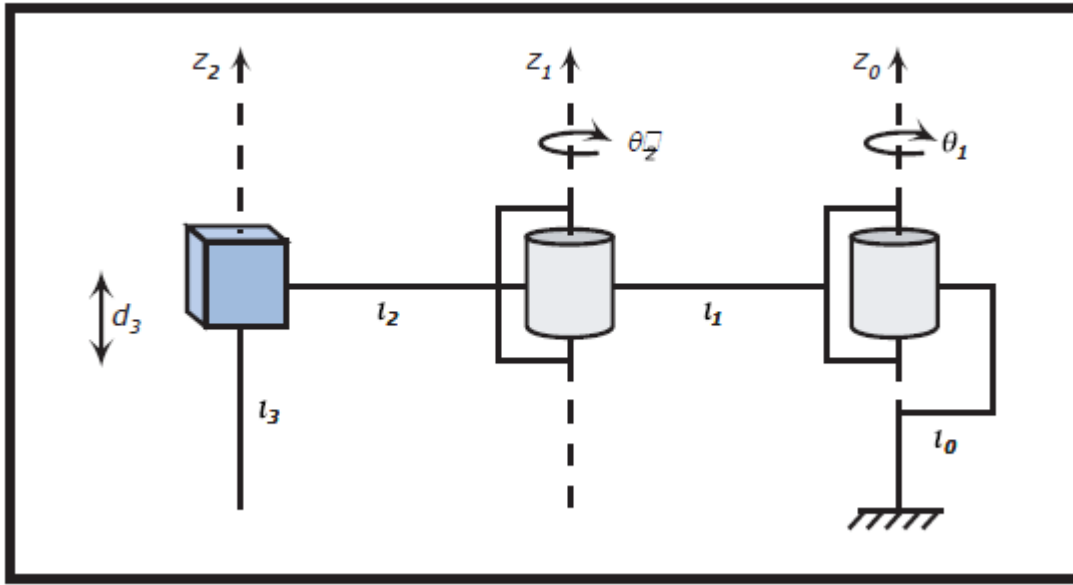 z₂ z₁ z₀
θ₁
d₃ l₂ l₁
l₃ l₀